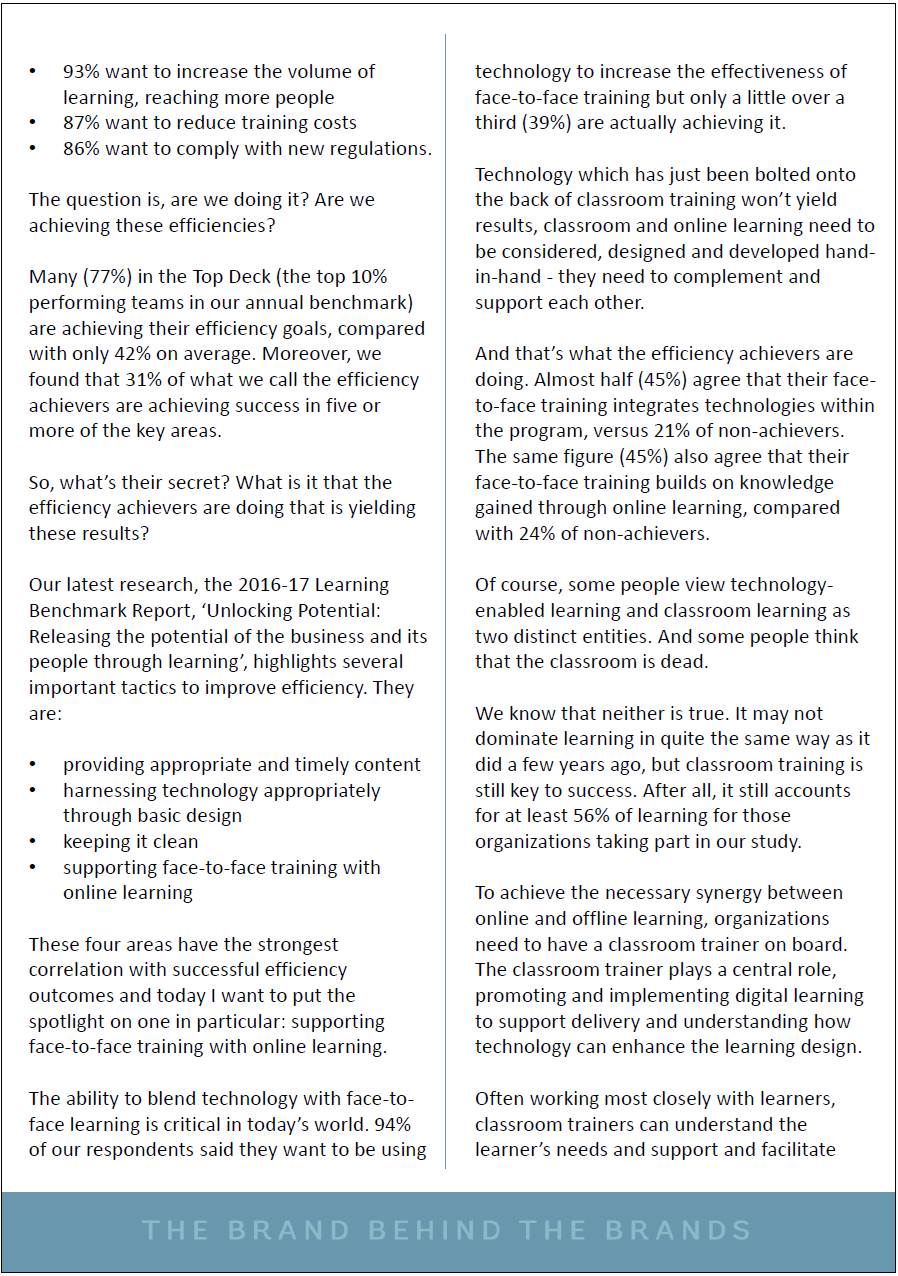 • 93% want to increase the volume of
learning, reaching more people
• 87% want to reduce training costs
• 86% want to comply with new regulations.
The question is, are we doing it? Are we
achieving these efficiencies?
Many (77%) in the Top Deck (the top 10%
performing teams in our annual benchmark)
are achieving their efficiency goals, compared
with only 42% on average. Moreover, we
found that 31% of what we call the efficiency
achievers are achieving success in five or
more of the key areas.
So, what’s their secret? What is it that the
efficiency achievers are doing that is yielding
these results?
Our latest research, the 2016-17 Learning
Benchmark Report, ‘Unlocking Potential:
Releasing the potential of the business and its
people through learning’, highlights several
important tactics to improve efficiency. They
are:
• providing appropriate and timely content
• harnessing technology appropriately
through basic design
• keeping it clean
• supporting face-to-face training with
online learning
These four areas have the strongest
correlation with successful efficiency
outcomes and today I want to put the
spotlight on one in particular: supporting
face-to-face training with online learning.
The ability to blend technology with face-to-
face learning is critical in today’s world. 94%
of our respondents said they want to be using
technology to increase the effectiveness of
face-to-face training but only a little over a
third (39%) are actually achieving it.
Technology which has just been bolted onto
the back of classroom training won’t yield
results, classroom and online learning need to
be considered, designed and developed hand-
in-hand - they need to complement and
support each other.
And that’s what the efficiency achievers are
doing. Almost half (45%) agree that their face-
to-face training integrates technologies within
the program, versus 21% of non-achievers.
The same figure (45%) also agree that their
face-to-face training builds on knowledge
gained through online learning, compared
with 24% of non-achievers.
Of course, some people view technology-
enabled learning and classroom learning as
two distinct entities. And some people think
that the classroom is dead.
We know that neither is true. It may not
dominate learning in quite the same way as it
did a few years ago, but classroom training is
still key to success. After all, it still accounts
for at least 56% of learning for those
organizations taking part in our study.
To achieve the necessary synergy between
online and offline learning, organizations
need to have a classroom trainer on board.
The classroom trainer plays a central role,
promoting and implementing digital learning
to support delivery and understanding how
technology can enhance the learning design.
Often working most closely with learners,
classroom trainers can understand the
learner’s needs and support and facilitate
THE BRAND BEHIND THE BRANDS